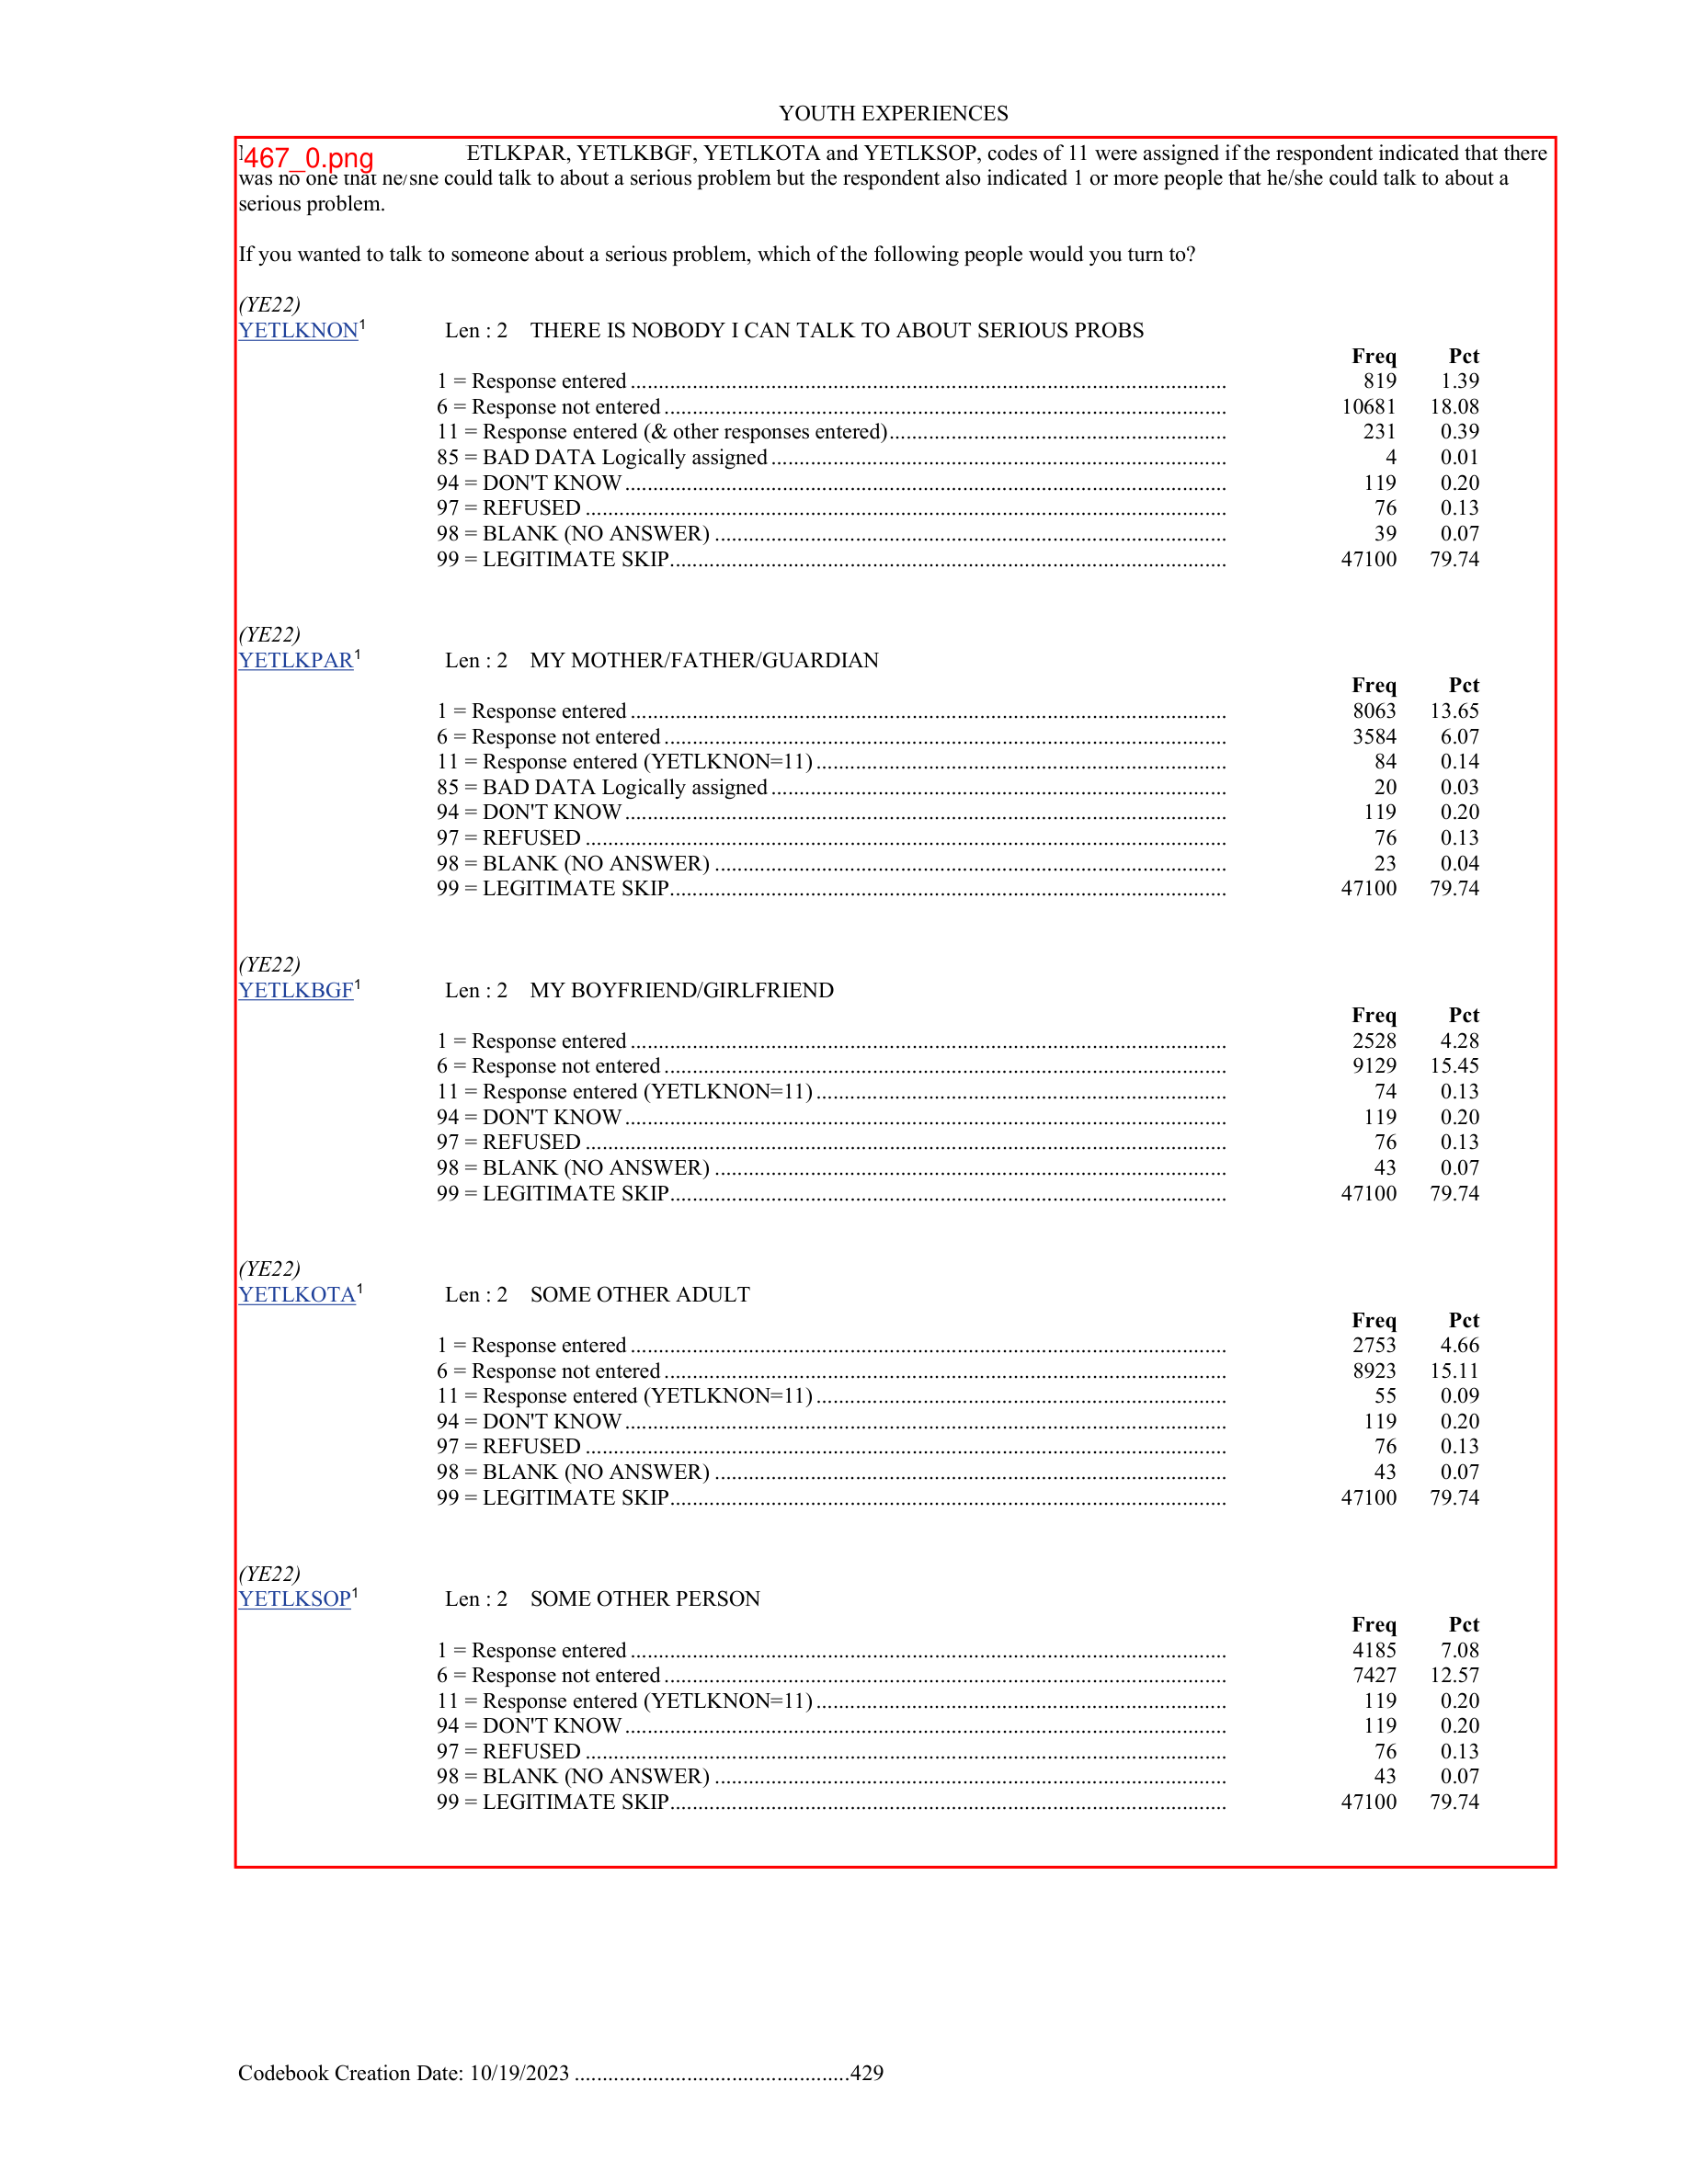 YOUTH EXPERIENCES
467_0.png ETLKPAR, YETLKBGF, YETLKOTA and YETLKSOP, codes of 11 were assigned if the respondent indicated that there
was no one that he/she could talk to about a serious problem but the respondent also indicated 1 or more people that he/she could talk to about a
serious problem.
If you wanted to talk to someone about a serious problem, which of the following people would you turn to?
(YE22)
YETLKNON1 Len : 2 THERE IS NOBODY I CAN TALK TO ABOUT SERIOUS PROBS
Freq Pct
1 = Response entered 819 1.39
6 = Response not entered 10681 18.08
11 = Response entered (& other responses entered) 231 0.39
85 = BAD DATA Logically assigned 4 0.01
94 = DON'T KNOW 119 0.20
97 = REFUSED 76 0.13
98 = BLANK (NO ANSWER) 39 0.07
99 = LEGITIMATE SKIP 47100 79.74
(YE22)
YETLKPAR1 Len : 2 MY MOTHER/FATHER/GUARDIAN
Freq Pct
1 = Response entered 8063 13.65
6 = Response not entered 3584 6.07
11 = Response entered (YETLKNON=11) 84 0.14
85 = BAD DATA Logically assigned 20 0.03
94 = DON'T KNOW 119 0.20
97 = REFUSED 76 0.13
98 = BLANK (NO ANSWER) 23 0.04
99 = LEGITIMATE SKIP 47100 79.74
(YE22)
YETLKBGF1 Len : 2 MY BOYFRIEND/GIRLFRIEND
Freq Pct
1 = Response entered 2528 4.28
6 = Response not entered 9129 15.45
11 = Response entered (YETLKNON=11) 74 0.13
94 = DON'T KNOW 119 0.20
97 = REFUSED 76 0.13
98 = BLANK (NO ANSWER) 43 0.07
99 = LEGITIMATE SKIP 47100 79.74
(YE22)
YETLKOTA1 Len : 2 SOME OTHER ADULT
Freq Pct
1 = Response entered 2753 4.66
6 = Response not entered 8923 15.11
11 = Response entered (YETLKNON=11) 55 0.09
94 = DON'T KNOW 119 0.20
97 = REFUSED 76 0.13
98 = BLANK (NO ANSWER) 43 0.07
99 = LEGITIMATE SKIP 47100 79.74
(YE22)
YETLKSOP1 Len : 2 SOME OTHER PERSON
Freq Pct
1 = Response entered 4185 7.08
6 = Response not entered 7427 12.57
11 = Response entered (YETLKNON=11) 119 0.20
94 = DON'T KNOW 119 0.20
97 = REFUSED 76 0.13
98 = BLANK (NO ANSWER) 43 0.07
99 = LEGITIMATE SKIP 47100 79.74
Codebook Creation Date: 10/19/2023 429